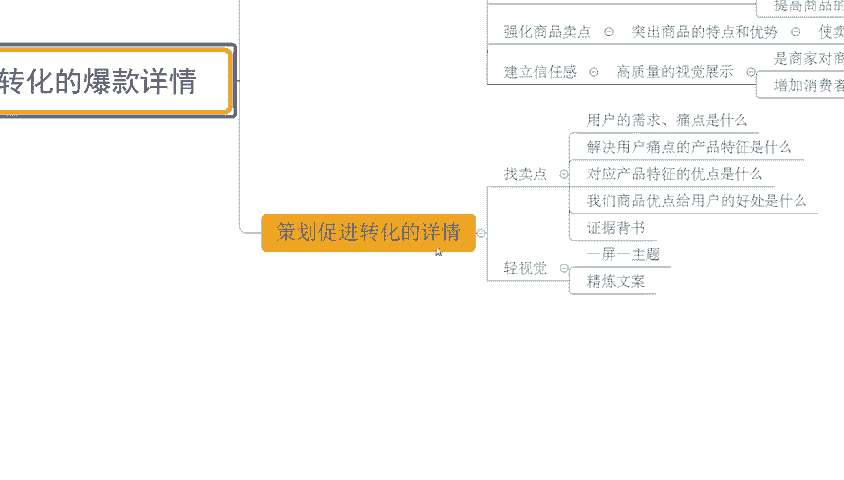 提高商品的
强化商品卖点 突出商品的特点和优势 使卖
是商家对商
建立信任感 高质量的视觉展示
增加消费者
转化的爆款详情
用户的需求、痛点是什么
解决用户痛点的产品特征是什么
找卖点 对应产品特征的优点是什么
我们商品优点给用户的好处是什么
证据背书
策划促进转化的详情
一屏一主题
轻视觉
精炼文案